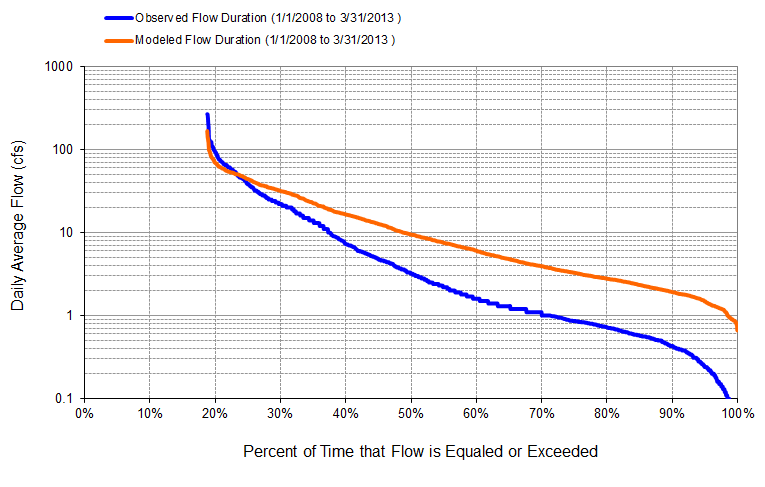 Observed Flow Duration (1/1/2008 to 3/31/2013 )
Modeled Flow Duration (1/1/2008 to 3/31/2013 )
1000
100
10
1
0.1
Daily Average Flow (cfs)
0% 10% 20% 30% 40% 50% 60% 70% 80% 90% 100%
Percent of Time that Flow is Equaled or Exceeded